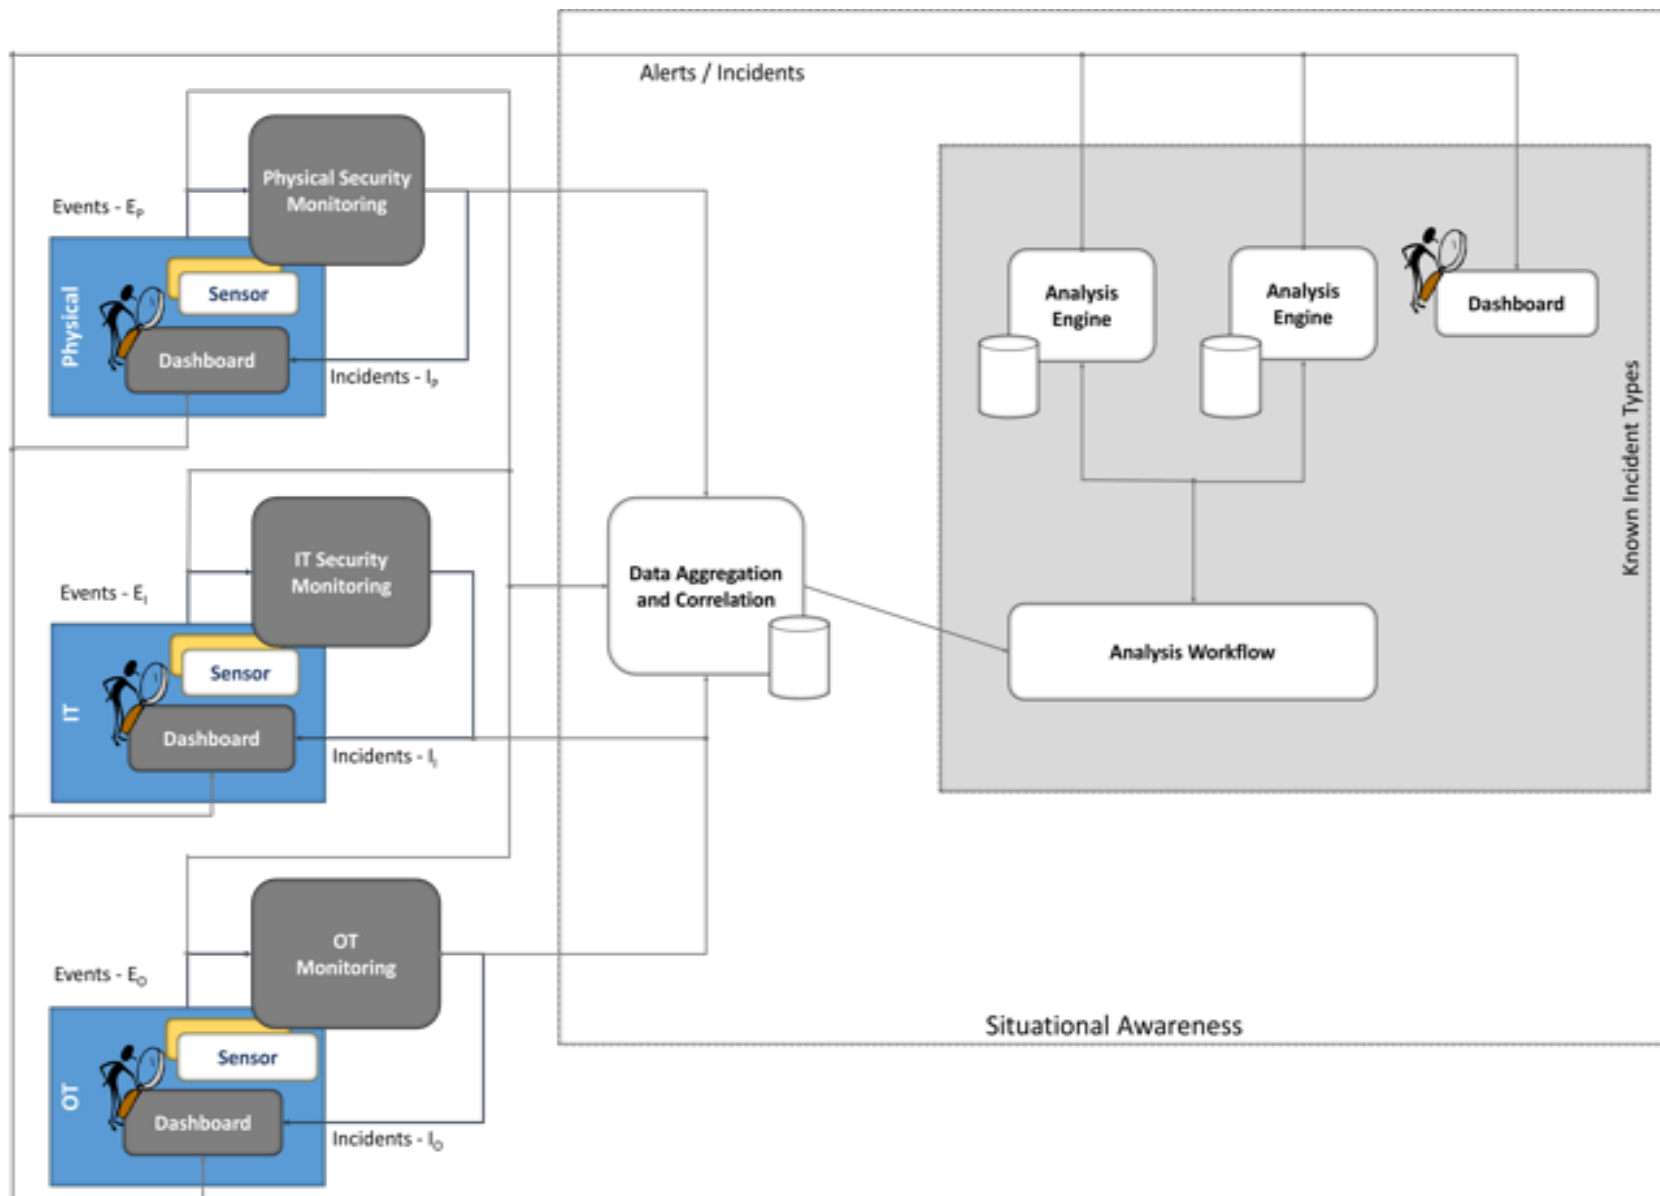 Alerts / Incidents
Physical Security
Monitoring
Events - EP
Sensor
Physical
Dashboard
Incidents - IP
Analysis
Engine
Analysis
Engine
Dashboard
Known Incident Types
IT Security
Monitoring
Events - EI
Sensor
IT
Dashboard
Incidents - II
Data Aggregation
and Correlation
Analysis Workflow
OT
Monitoring
Events - EO
Sensor
OT
Dashboard
Incidents - IO
Situational Awareness